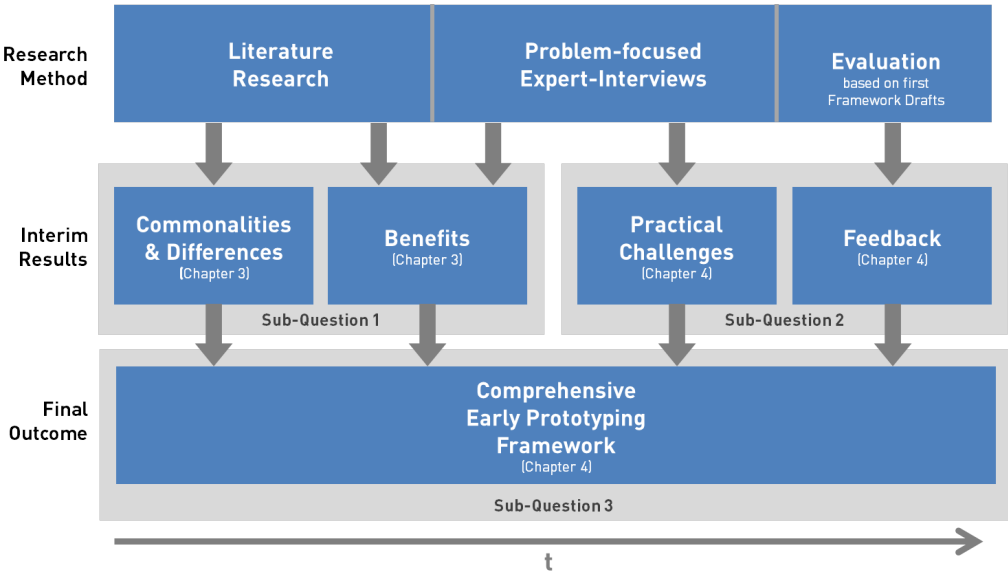 Research
Method
Literature
Research
Problem-focused
Expert-Interviews
Evaluation
based on first
Framework Drafts
Interim
Results
Commonalities
& Differences
(Chapter 3)
Benefits
(Chapter 3)
Practical
Challenges
(Chapter 4)
Feedback
(Chapter 4)
Sub-Question 1
Sub-Question 2
Final
Outcome
Comprehensive
Early Prototyping
Framework
(Chapter 4)
Sub-Question 3
t